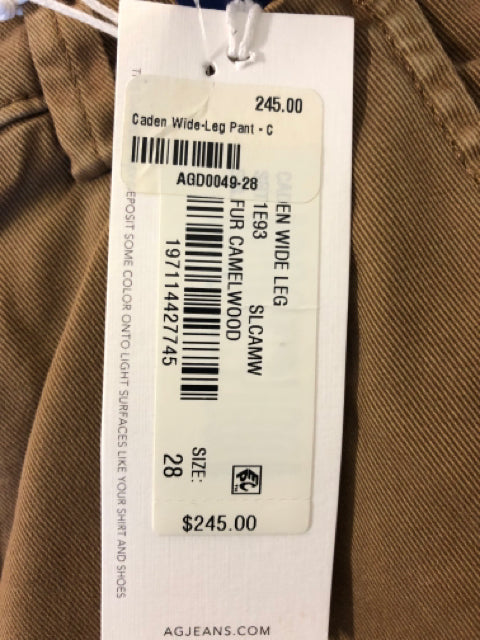 245.00
Caden Wide-Leg Pant - C
AGD0049-28
EN WIDE LEG
1E93 SLCAMW
FUR CAMELWOOD
197114427745
SIZE:
28
$245.00
EPOSIT SOME COLOR ONTO LIGHT SURFACES LIKE YOUR SHIRT AND SHOES
AGJEANS.COM